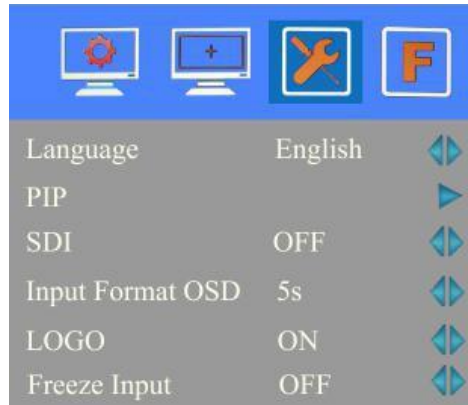 F
Language English
PIP
SDI OFF
Input Format OSD 5s
LOGO ON
Freeze Input OFF